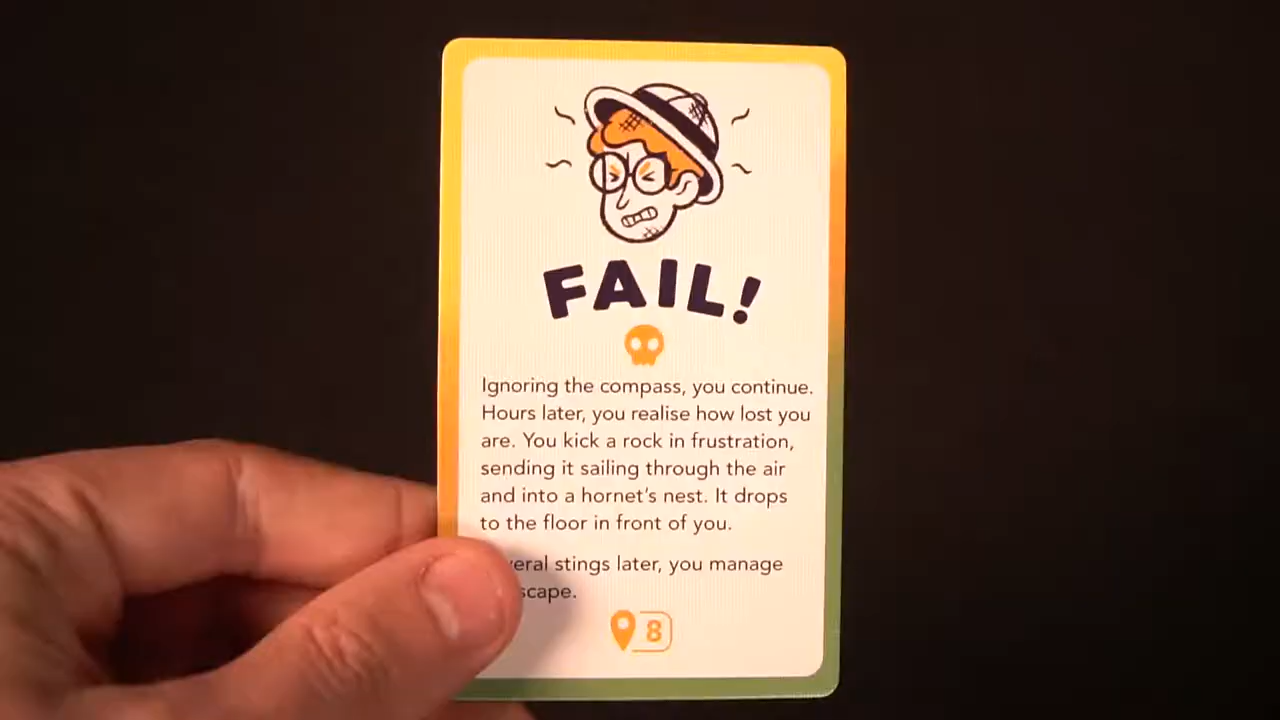 FAIL!
Ignoring the compass, you continue.
Hours later, you realise how lost you
are. You kick a rock in frustration,
sending it sailing through the air
and into a hornet's nest. It drops
to the floor in front of you.
stings later, you manage
8